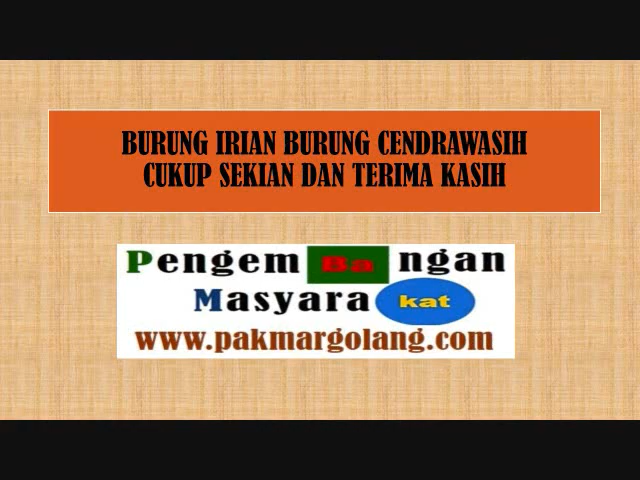 BURUNG IRIAN BURUNG CENDRAWASIH
CUKUP SEKIAN DAN TERIMA KASIH
Pengem Ba ngan
Masyara kat
www.pakmargolang.com